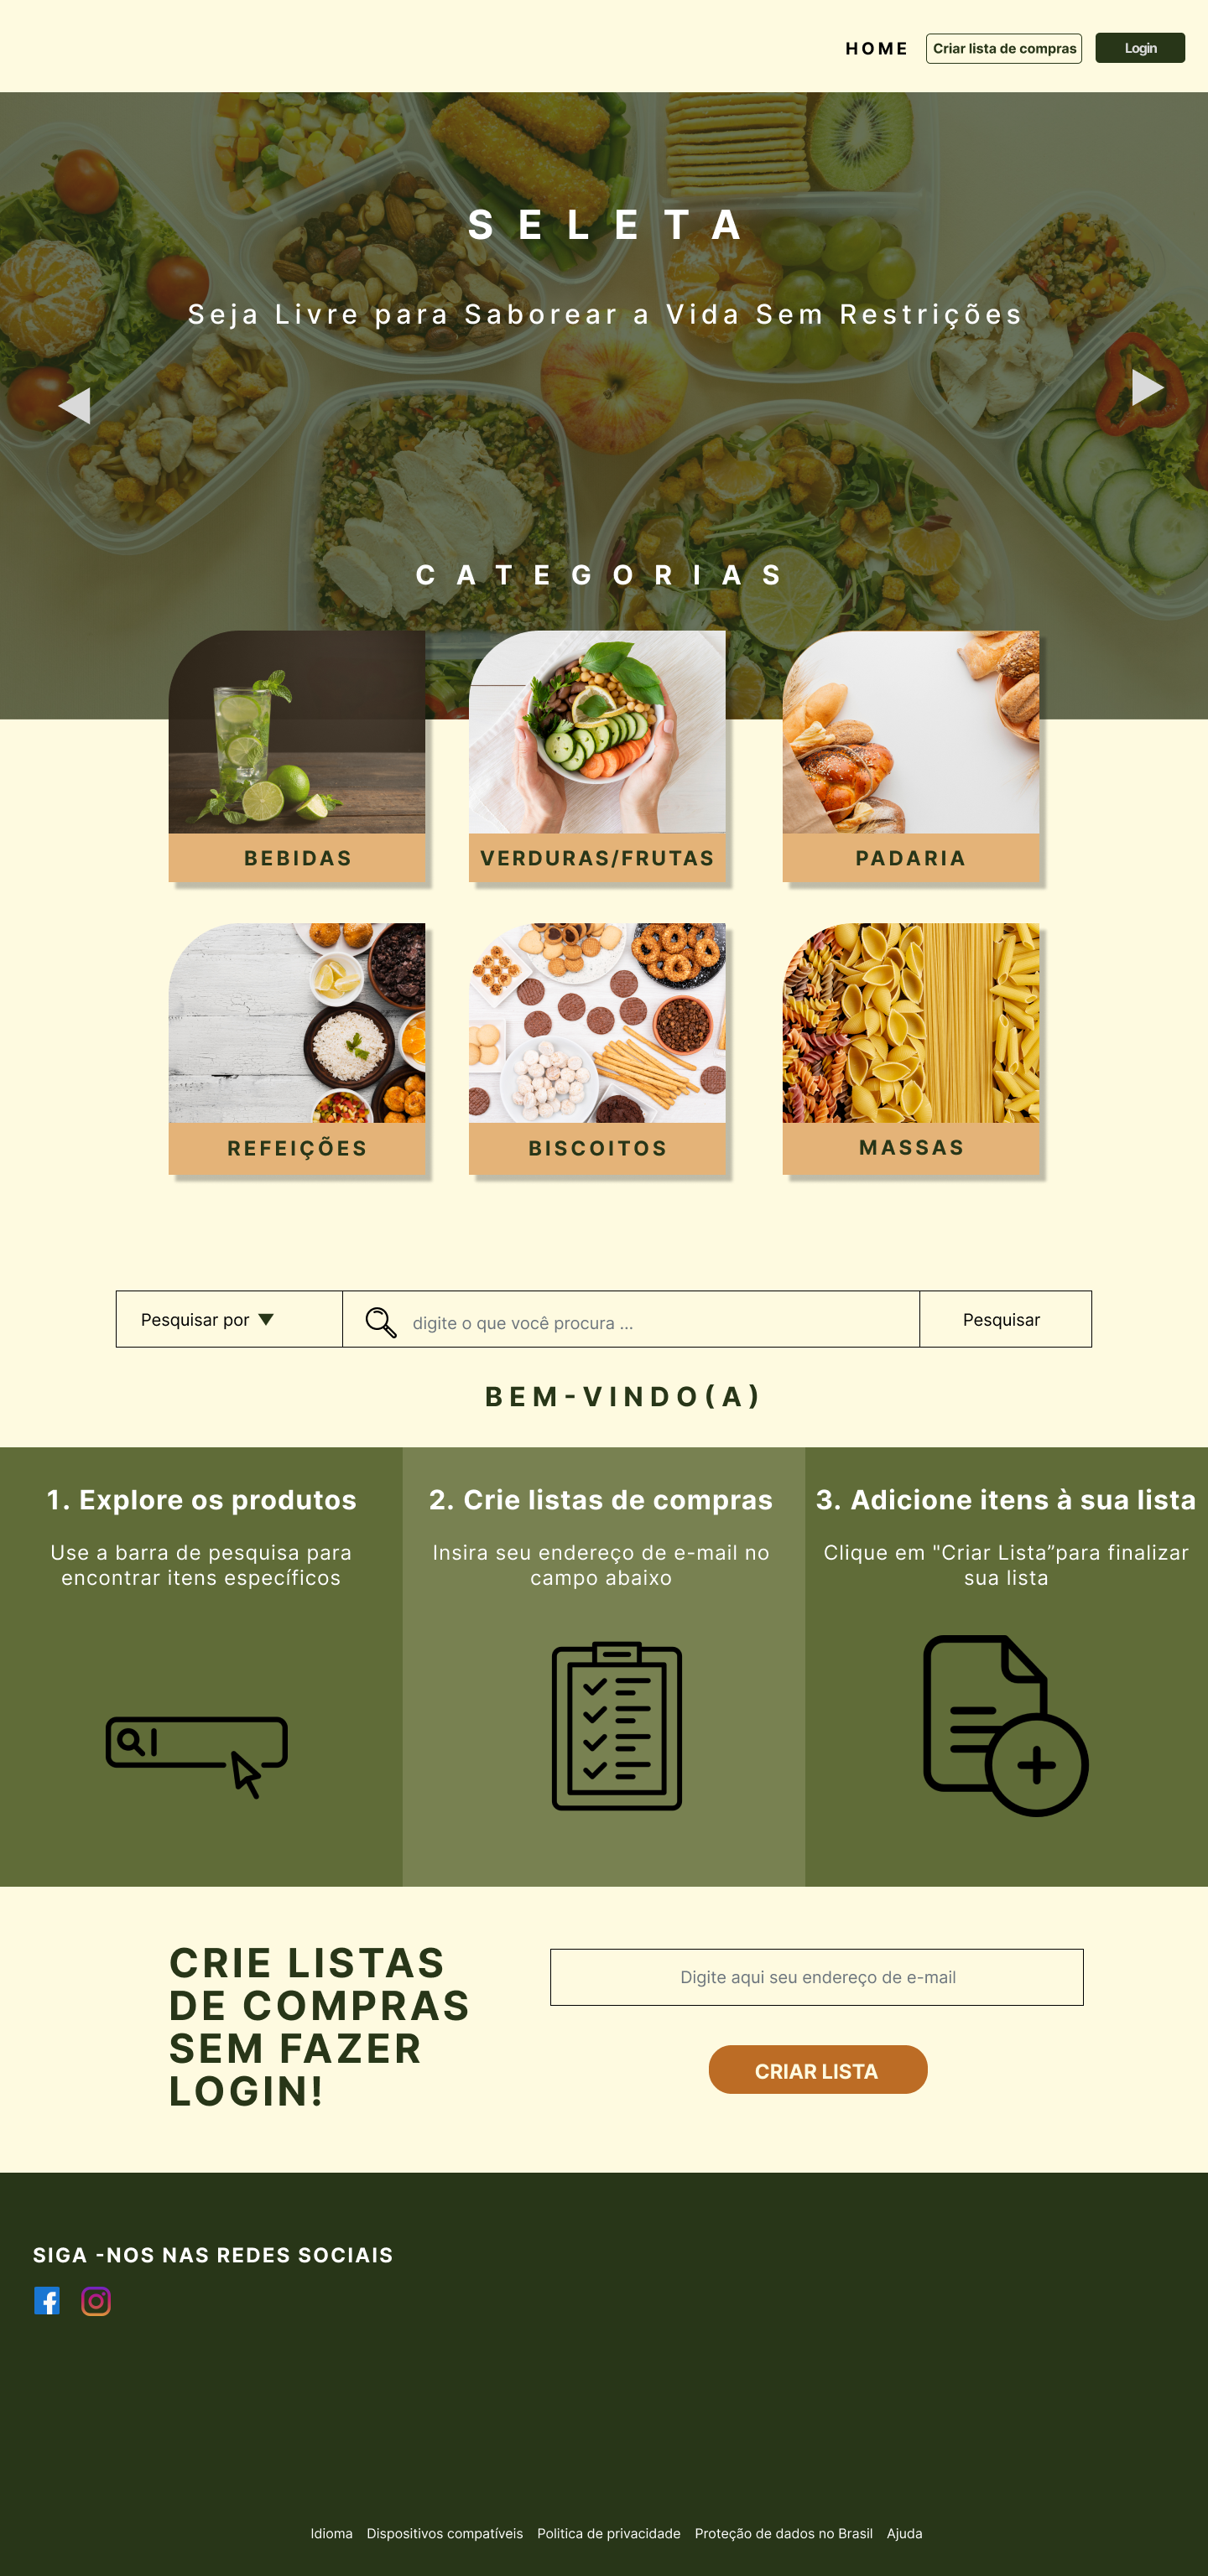 HOME
Criar lista de compras
Login
SELETA
Seja Livre para Saborear a Vida Sem Restrições
CATEGORIAS
BEBIDAS
VERDURAS/FRUTAS
PADARIA
REFEIÇÕES
BISCOITOS
MASSAS
Pesquisar por
digite o que você procura ...
Pesquisar
BEM-VINDO(A)
1. Explore os produtos
Use a barra de pesquisa para
encontrar itens específicos
2. Crie listas de compras
Insira seu endereço de e-mail no
campo abaixo
3. Adicione itens à sua lista
Clique em "Criar Lista”para finalizar
sua lista
CRIE LISTAS
DE COMPRAS
SEM FAZER
LOGIN!
Digite aqui seu endereço de e-mail
CRIAR LISTA
SIGA -NOS NAS REDES SOCIAIS
Idioma Dispositivos compatíveis Politica de privacidade Proteção de dados no Brasil Ajuda